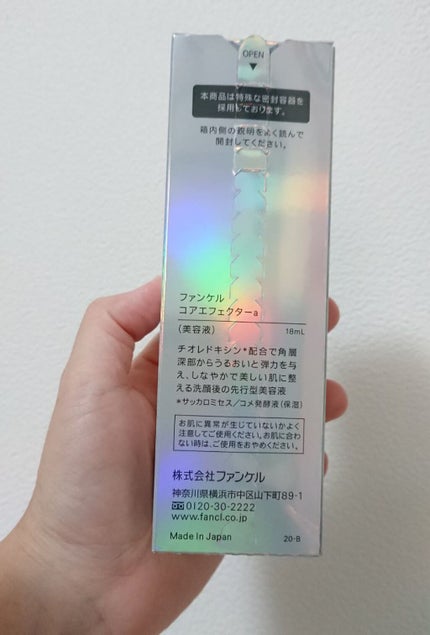 OPEN
本商品は特殊な密封容器を
採用しております。
箱内側の説明をよく読んで
開封してください。
ファンケル
コアエフェクターa
(美容液) 18mL
チオレドキシン*配合で角層
深部からうるおいと弾力を与
え、しなやかで美しい肌に整
える洗顔後の先行型美容液
*サッカロミセス/コメ発酵液(保湿)
お肌に異常が生じていないかよく
注意してご使用ください。お肌に合わ
ない時は、ご使用をおやめください。
株式会社ファンケル
神奈川県横浜市中区山下町89-1
0120-30-2222
www.fancl.co.jp
Made in Japan 20-B